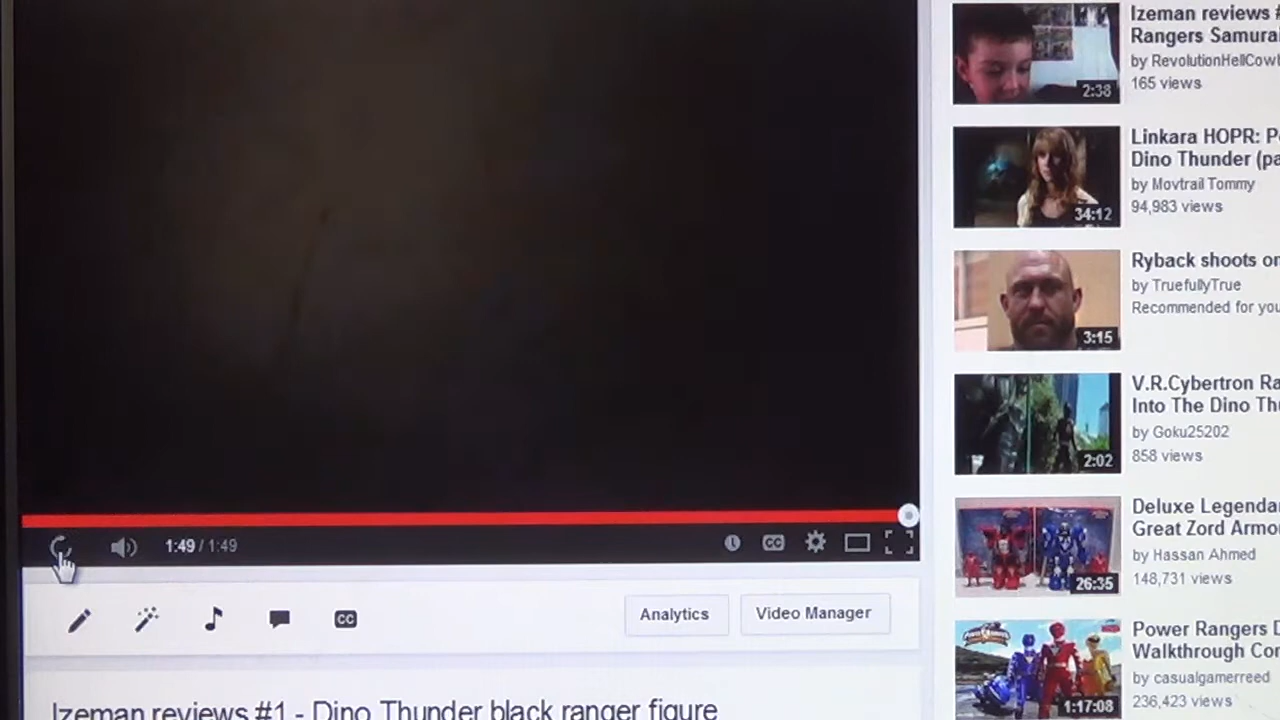 1:49 / 1:49
CC
CC
Analytics
Video Manager
Izeman reviews #1 - Dino Thunder black ranger figure
Izeman reviews #
Rangers Samurai
by RevolutionHellCowb
165 views
2:38
Linkara HOPR: P
Dino Thunder (pa
by Movtrail Tommy
94,983 views
34:12
Ryback shoots on
by TruefullyTrue
Recommended for you
3:15
V.R.Cybertron Ra
Into The Dino Thu
by Goku25202
858 views
2:02
Deluxe Legenda
Great Zord Armo
by Hassan Ahmed
148,731 views
26:35
Power Rangers D
Walkthrough Con
by casualgamerreed
236,423 views
1:17:08